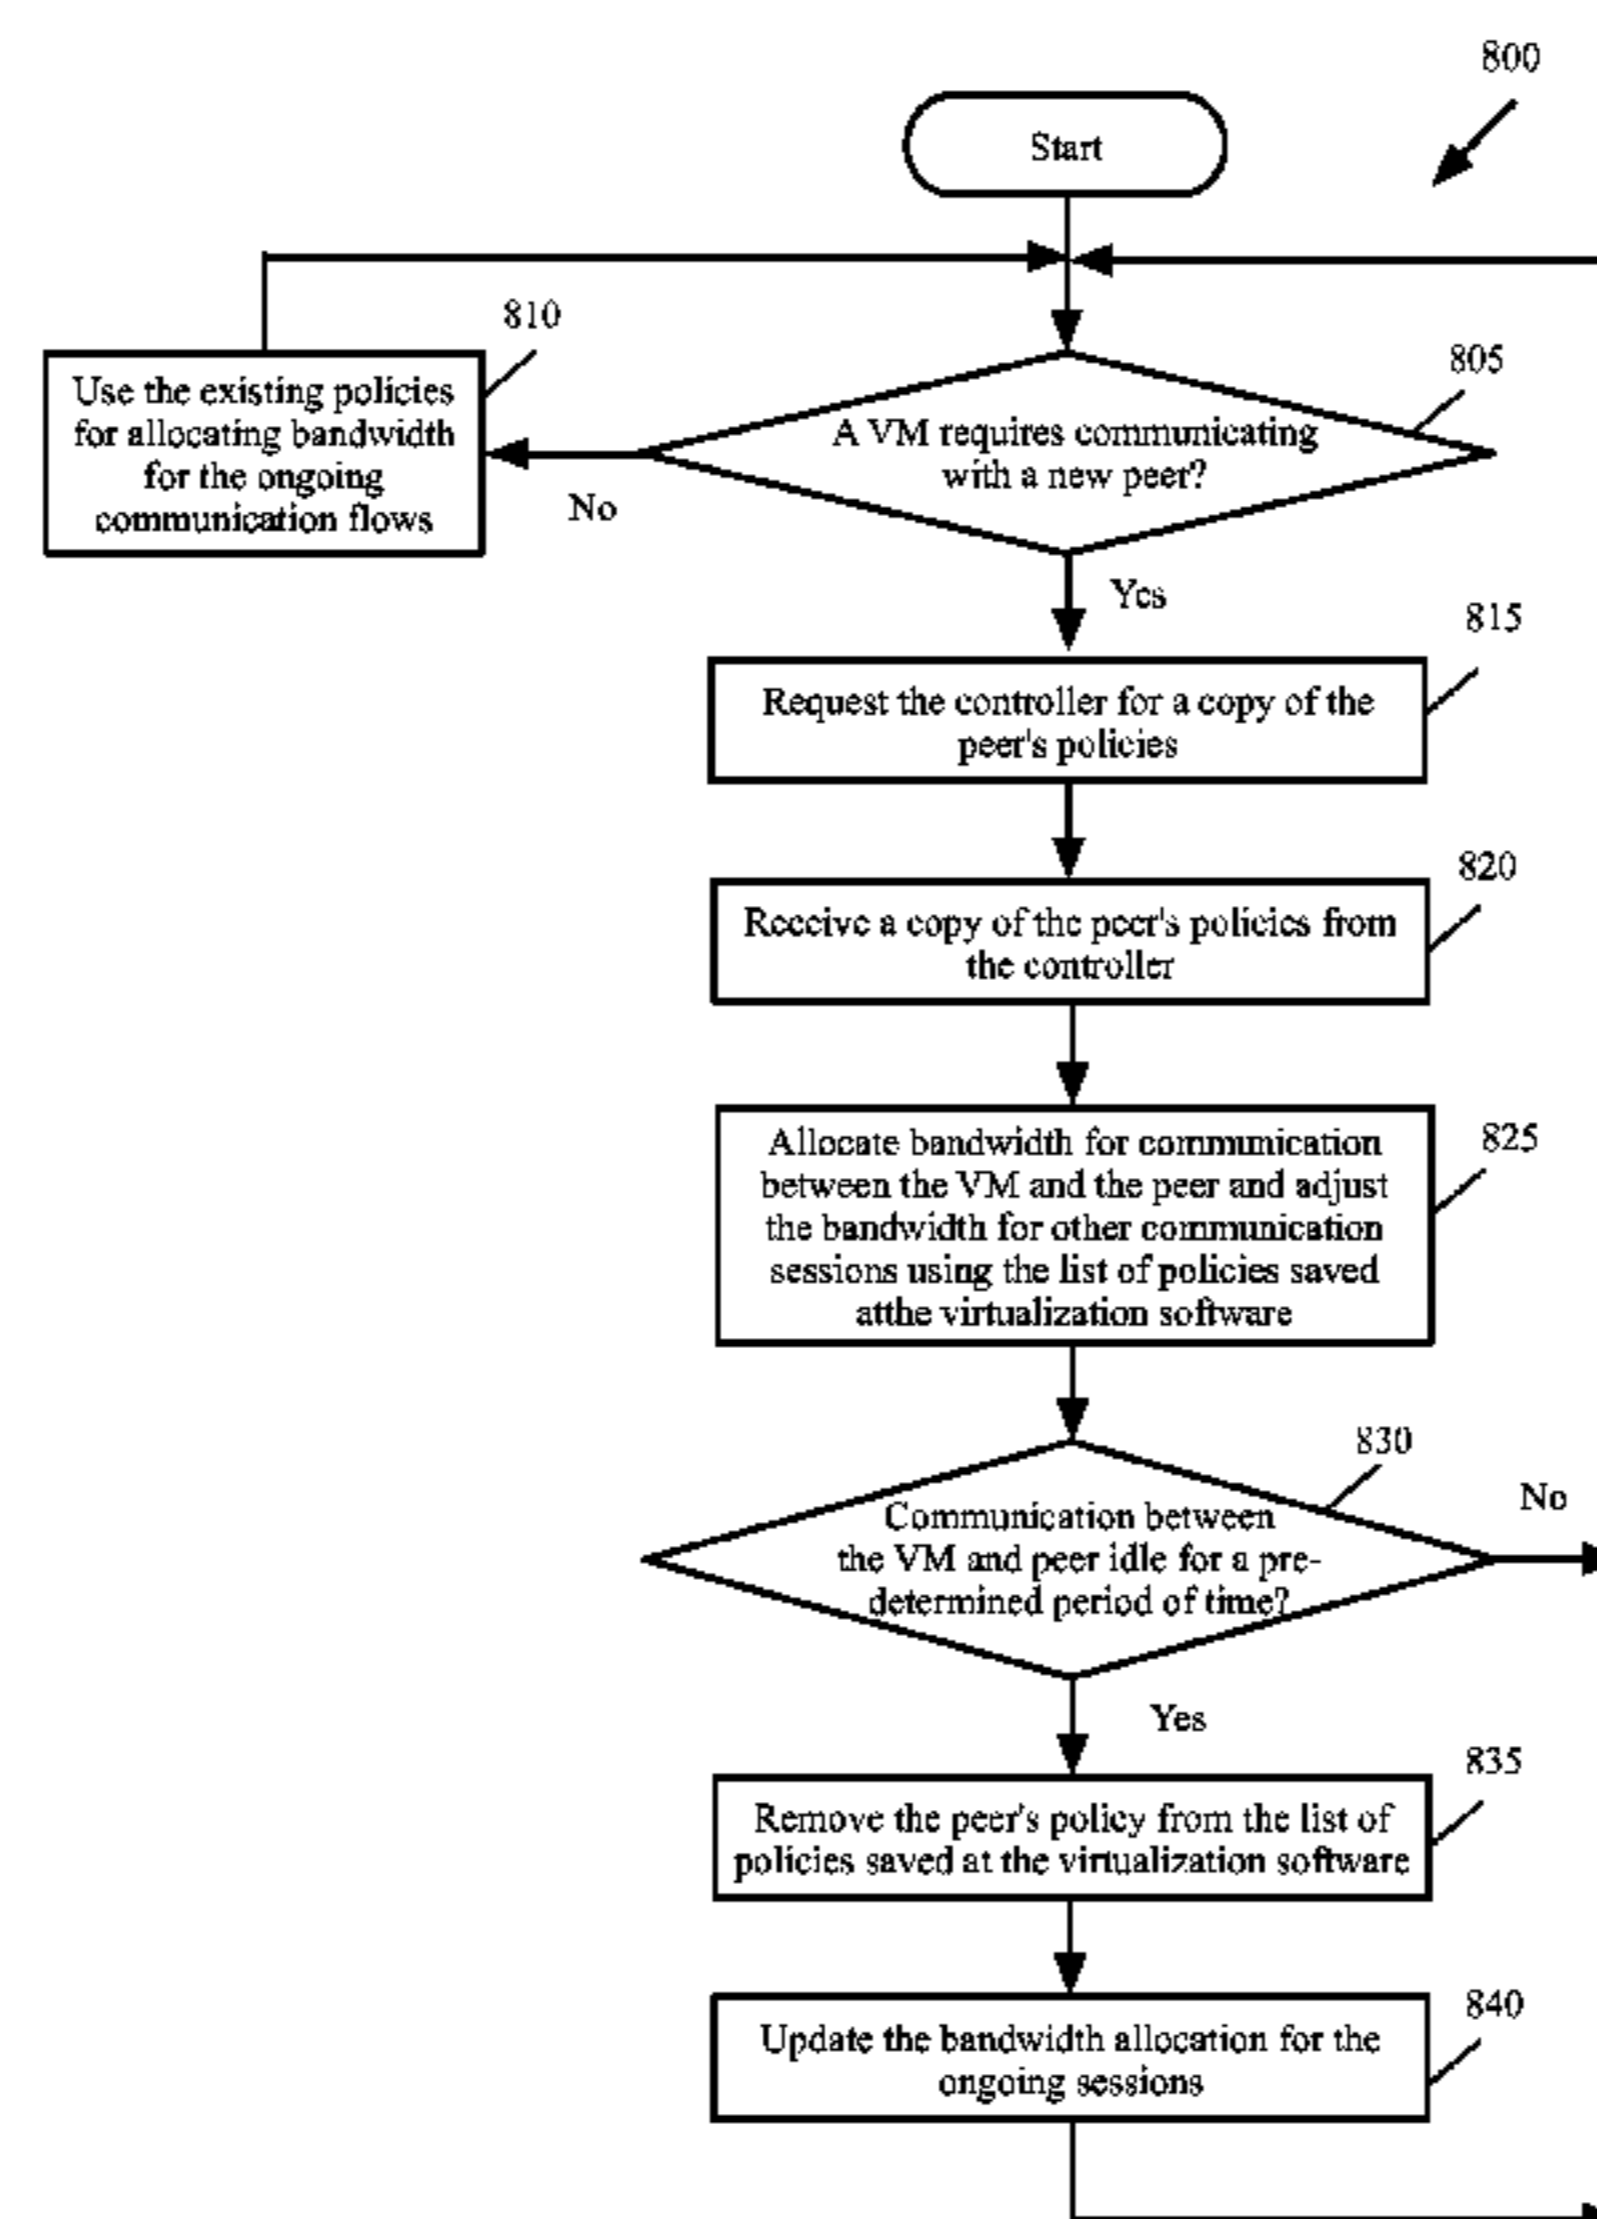 800
Start
810
805
Use the existing policies
for allocating bandwidth
for the ongoing
communication flows
A VM requires communicating
with a new peer?
No
Yes
815
Request the controller for a copy of the
peer's policies
820
Receive a copy of the peer's policies from
the controller
825
Allocate bandwidth for communication
between the VM and the peer and adjust
the bandwidth for other communication
sessions using the list of policies saved
atthe virtualization software
830
No
Communication between
the VM and peer idle for a pre-
determined period of time?
Yes
835
Remove the peer's policy from the list of
policies saved at the virtualization software
840
Update the bandwidth allocation for the
ongoing sessions